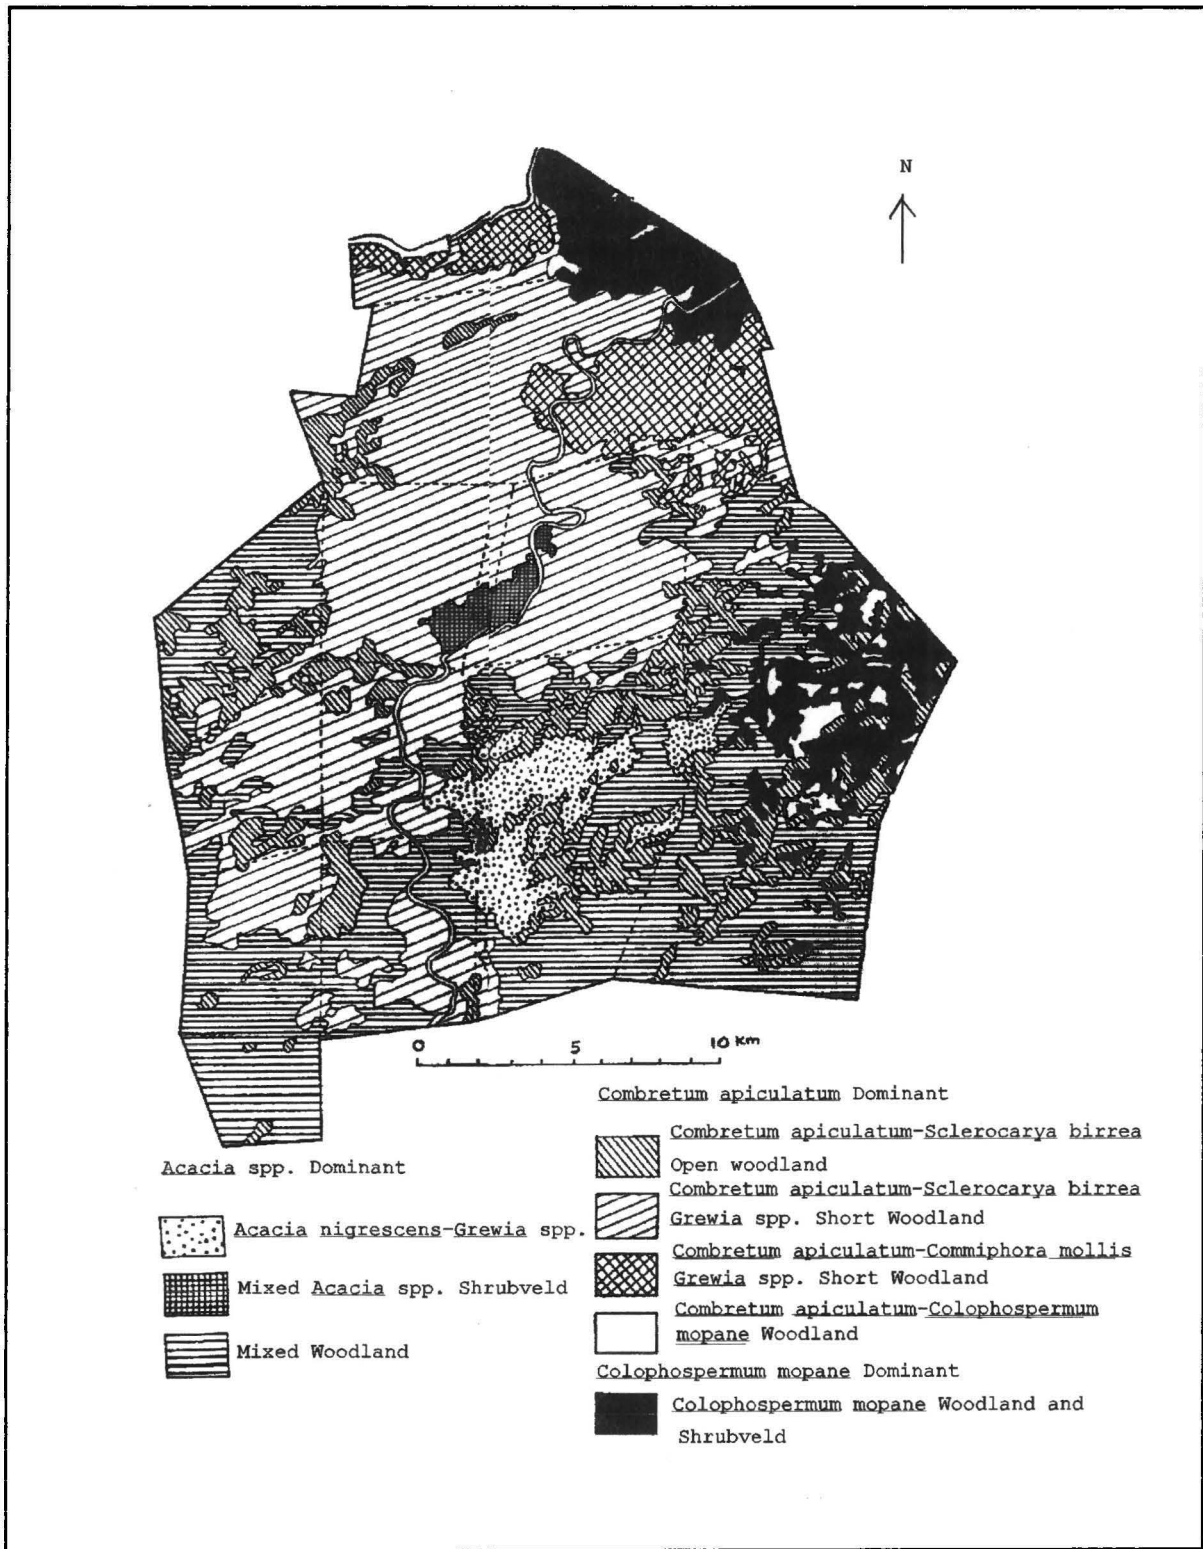 N
0 5 10 Km
Acacia spp. Dominant
Acacia nigrescens-Grewia spp.
Mixed Acacia spp. Shrubveld
Mixed Woodland
Combretum apiculatum Dominant
Combretum apiculatum-Sclerocarya birrea
Open woodland
Combretum apiculatum-Sclerocarya birrea
Grewia spp. Short Woodland
Combretum apiculatum-Commiphora mollis
Grewia spp. Short Woodland
Combretum apiculatum-Colophospermum
mopane Woodland
Colophospermum mopane Dominant
Colophospermum mopane Woodland and
Shrubveld